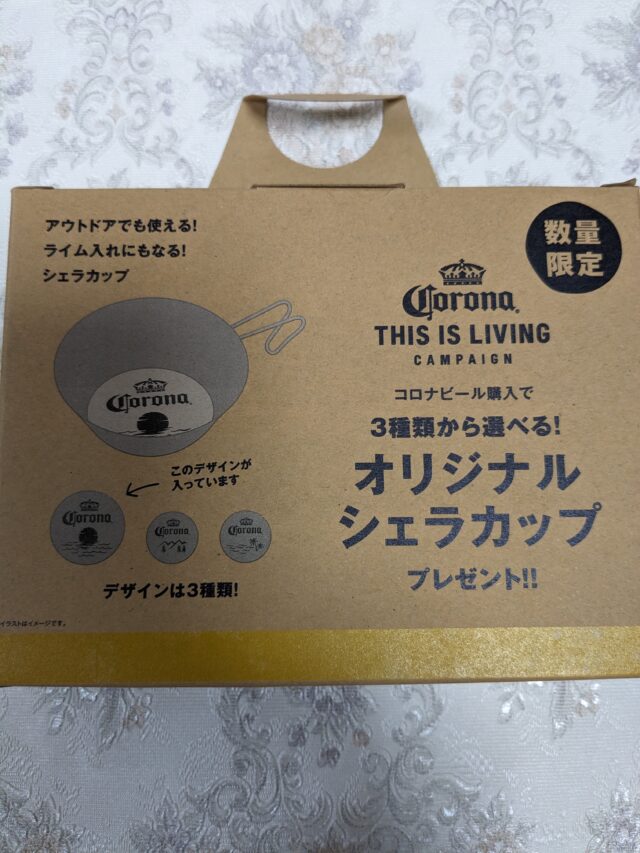 アウトドアでも使える!
ライム入れにもなる!
シェラカップ
Corona
このデザインが
入っています
Corona
Corona
Corona
デザインは3種類!
イラストはイメージです。
数量
限定
Corona
THIS IS LIVING
CAMPAIGN
コロナビール購入で
3種類から選べる!
オリジナル
シェラカップ
プレゼント!!